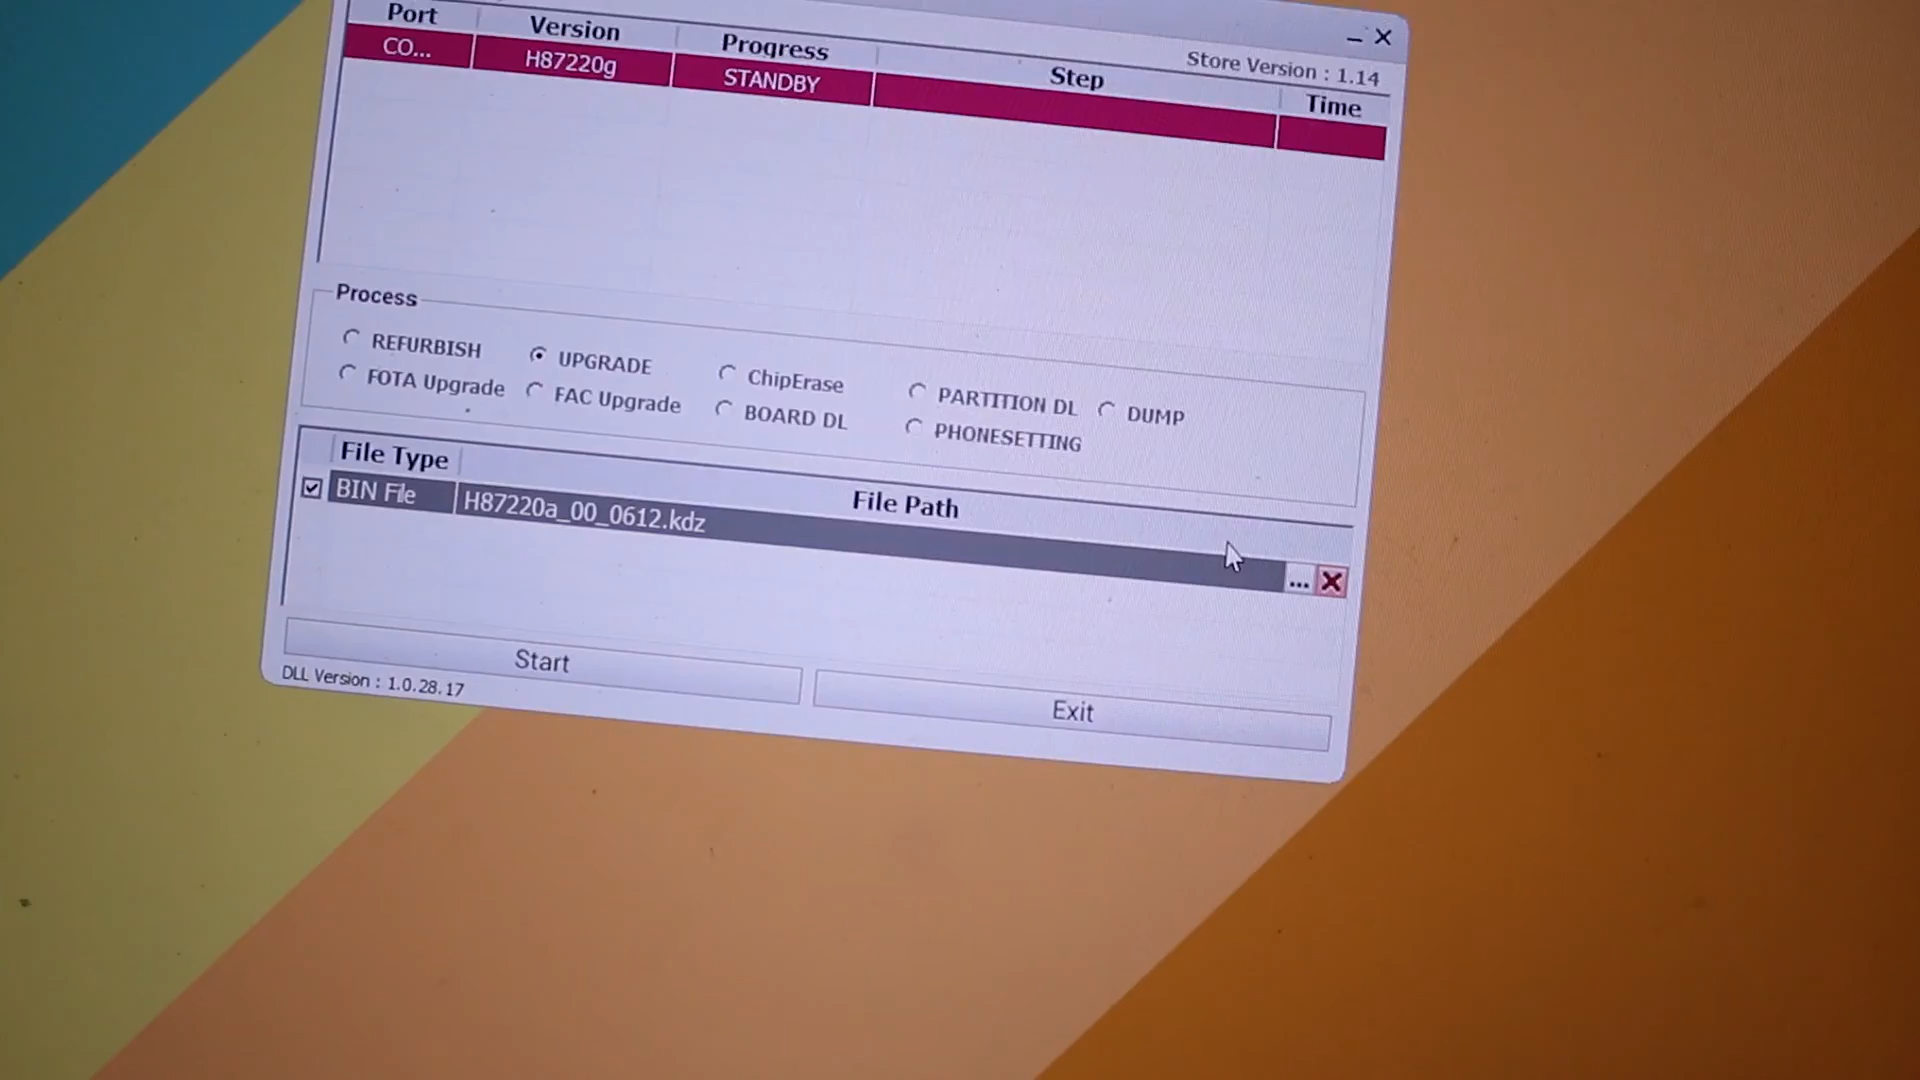 Store Version : 1.14
Port Version Progress Step Time
CO... H87220g STANDBY
Process
REFURBISH UPGRADE ChipErase PARTITION DL DUMP
FOTA Upgrade FAC Upgrade BOARD DL PHONESETTING
File Type File Path
BIN File H87220a_00_0612.kdz ...
Start Exit
DLL Version : 1.0.28.17